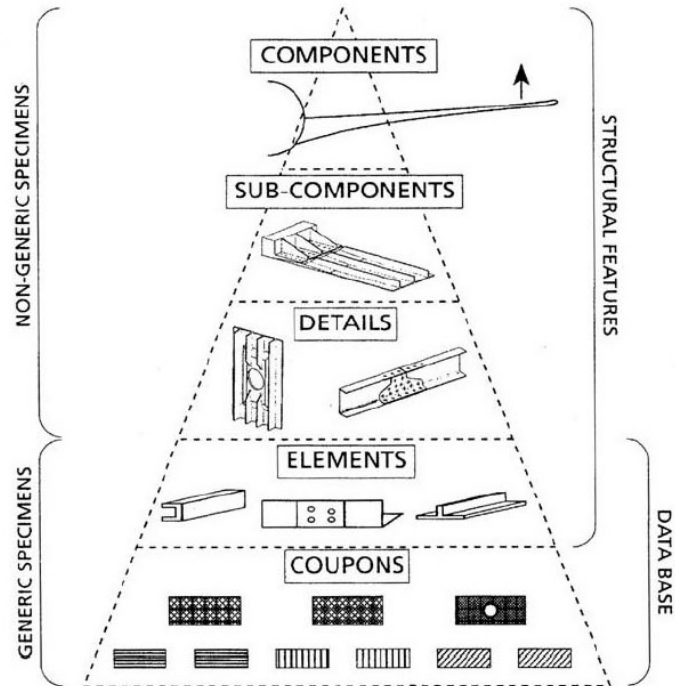 COMPONENTS
SUB-COMPONENTS
DETAILS
ELEMENTS
COUPONS
NON-GENERIC SPECIMENS
GENERIC SPECIMENS
STRUCTURAL FEATURES
DATA BASE